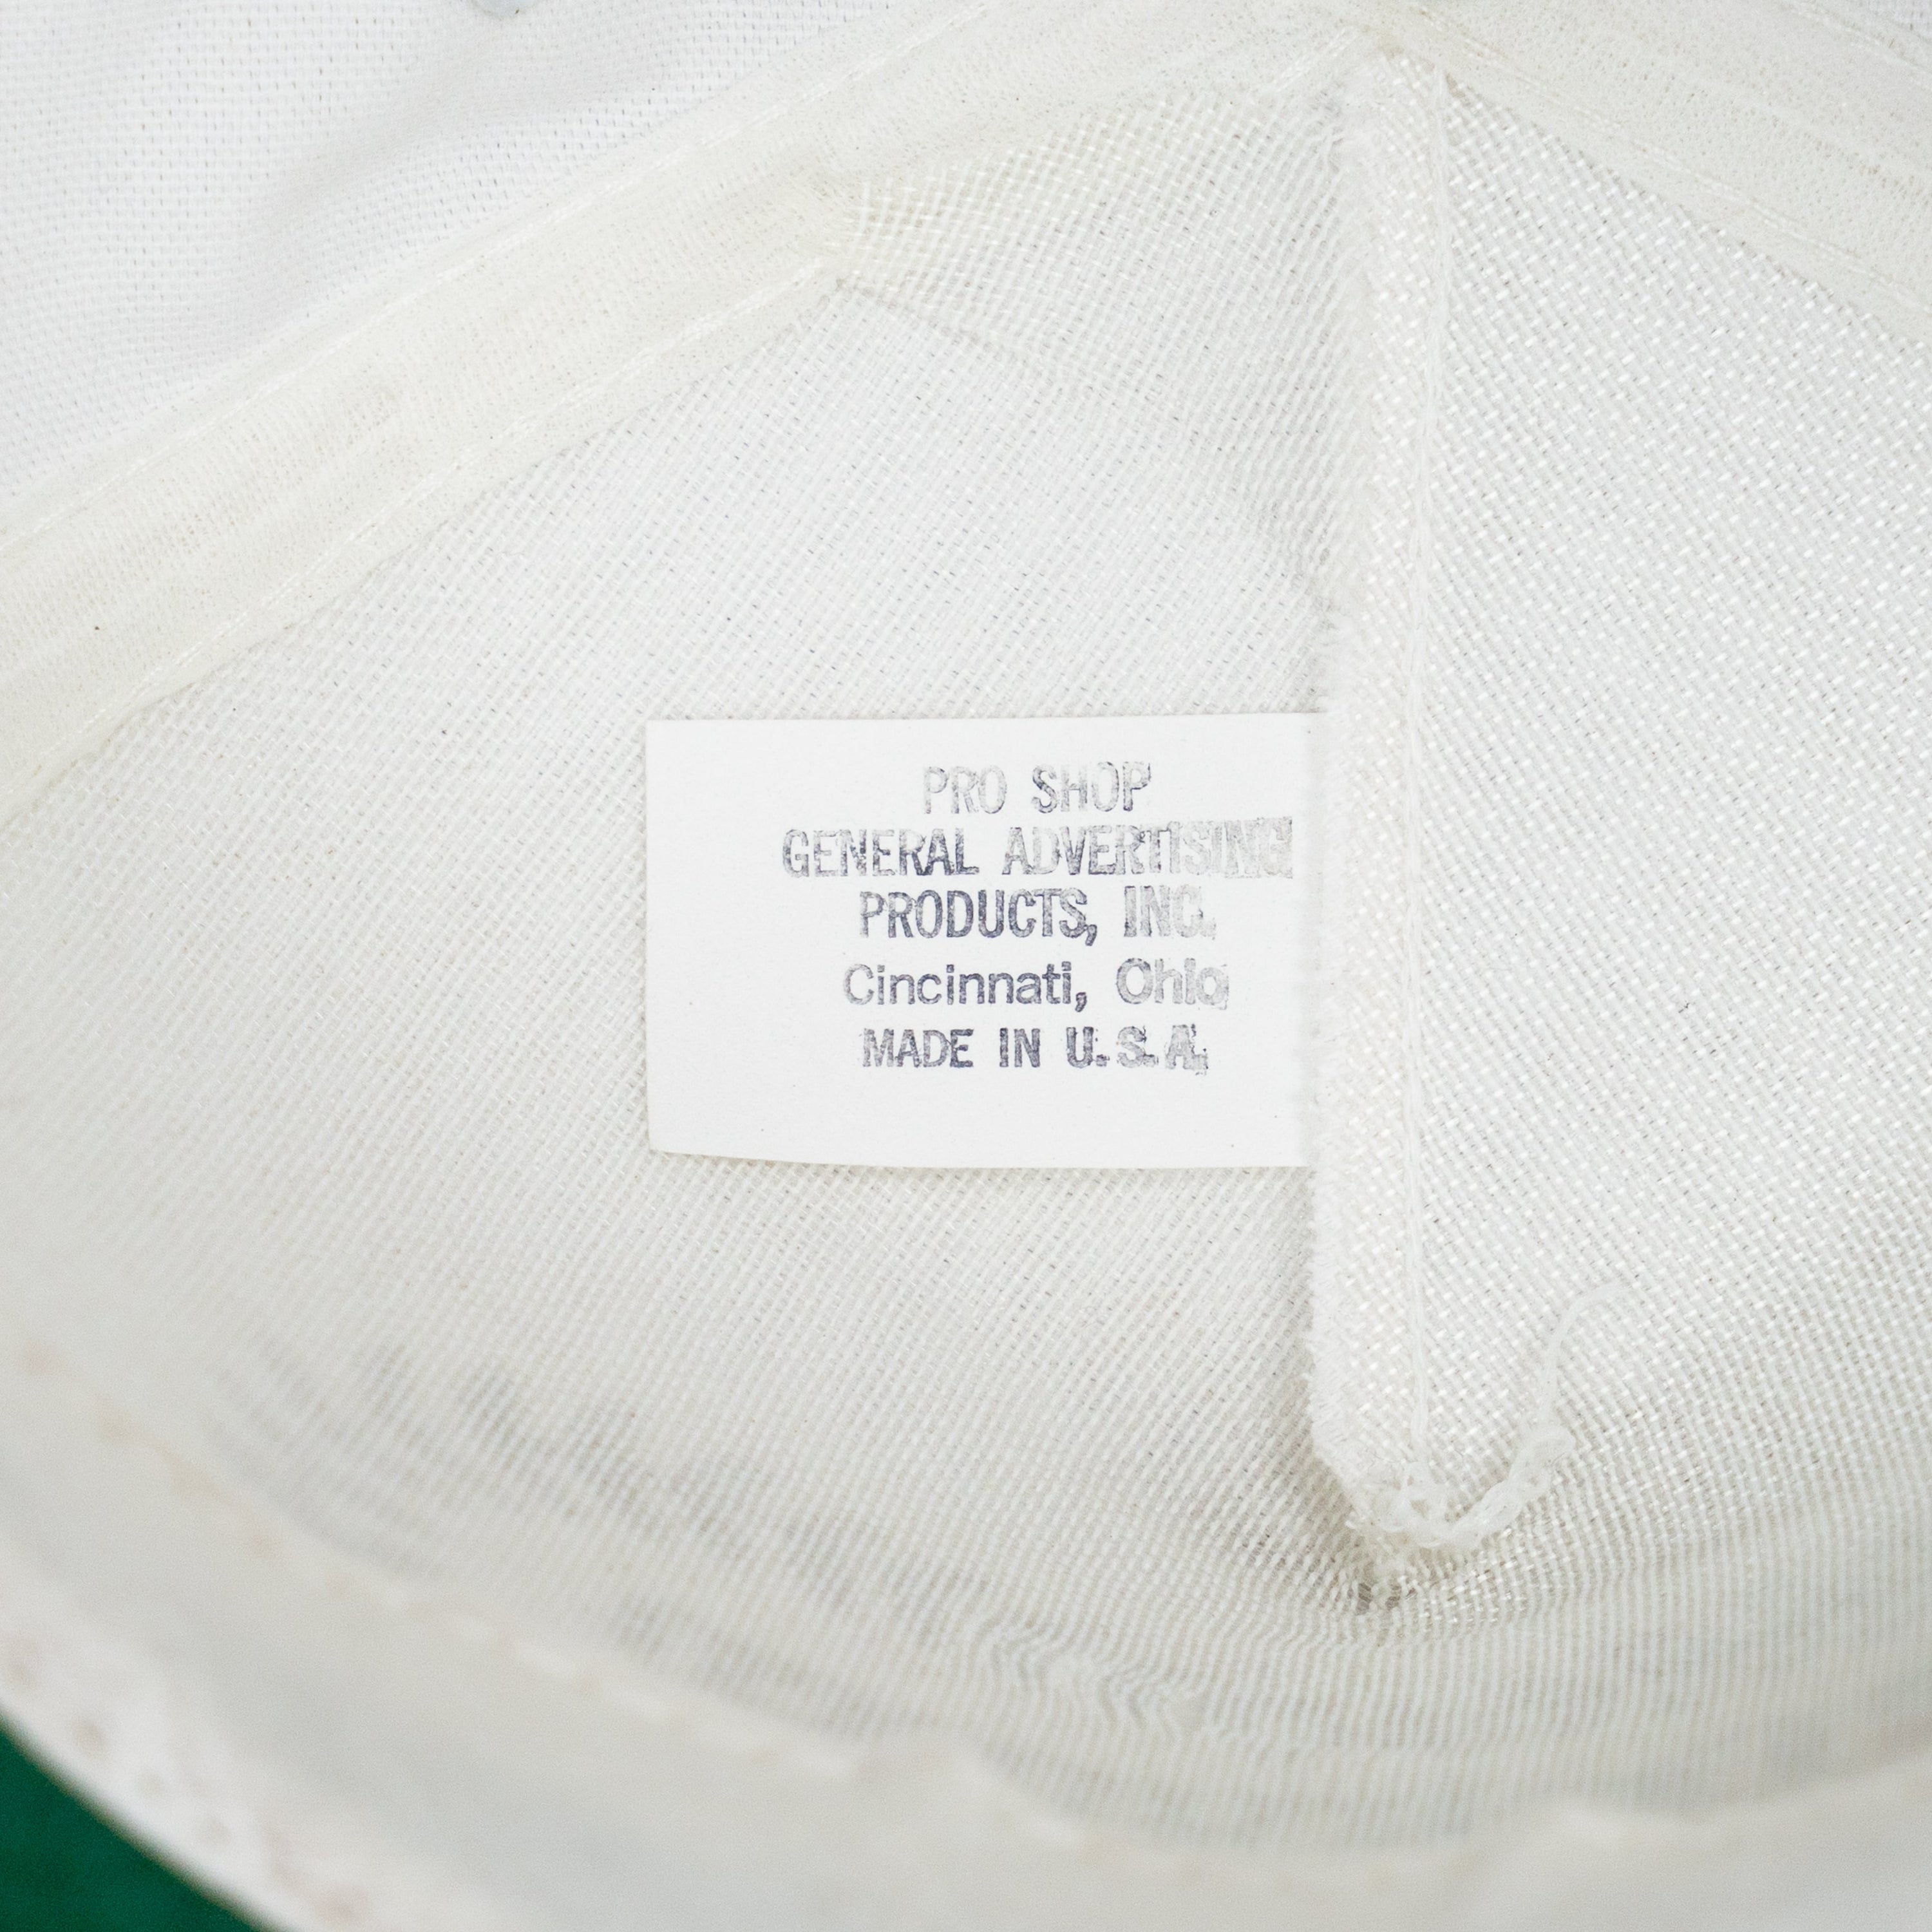 PRO SHOP
GENERAL ADVERTISING
PRODUCTS, INC.
Cincinnati, Ohio
MADE IN U.S.A.